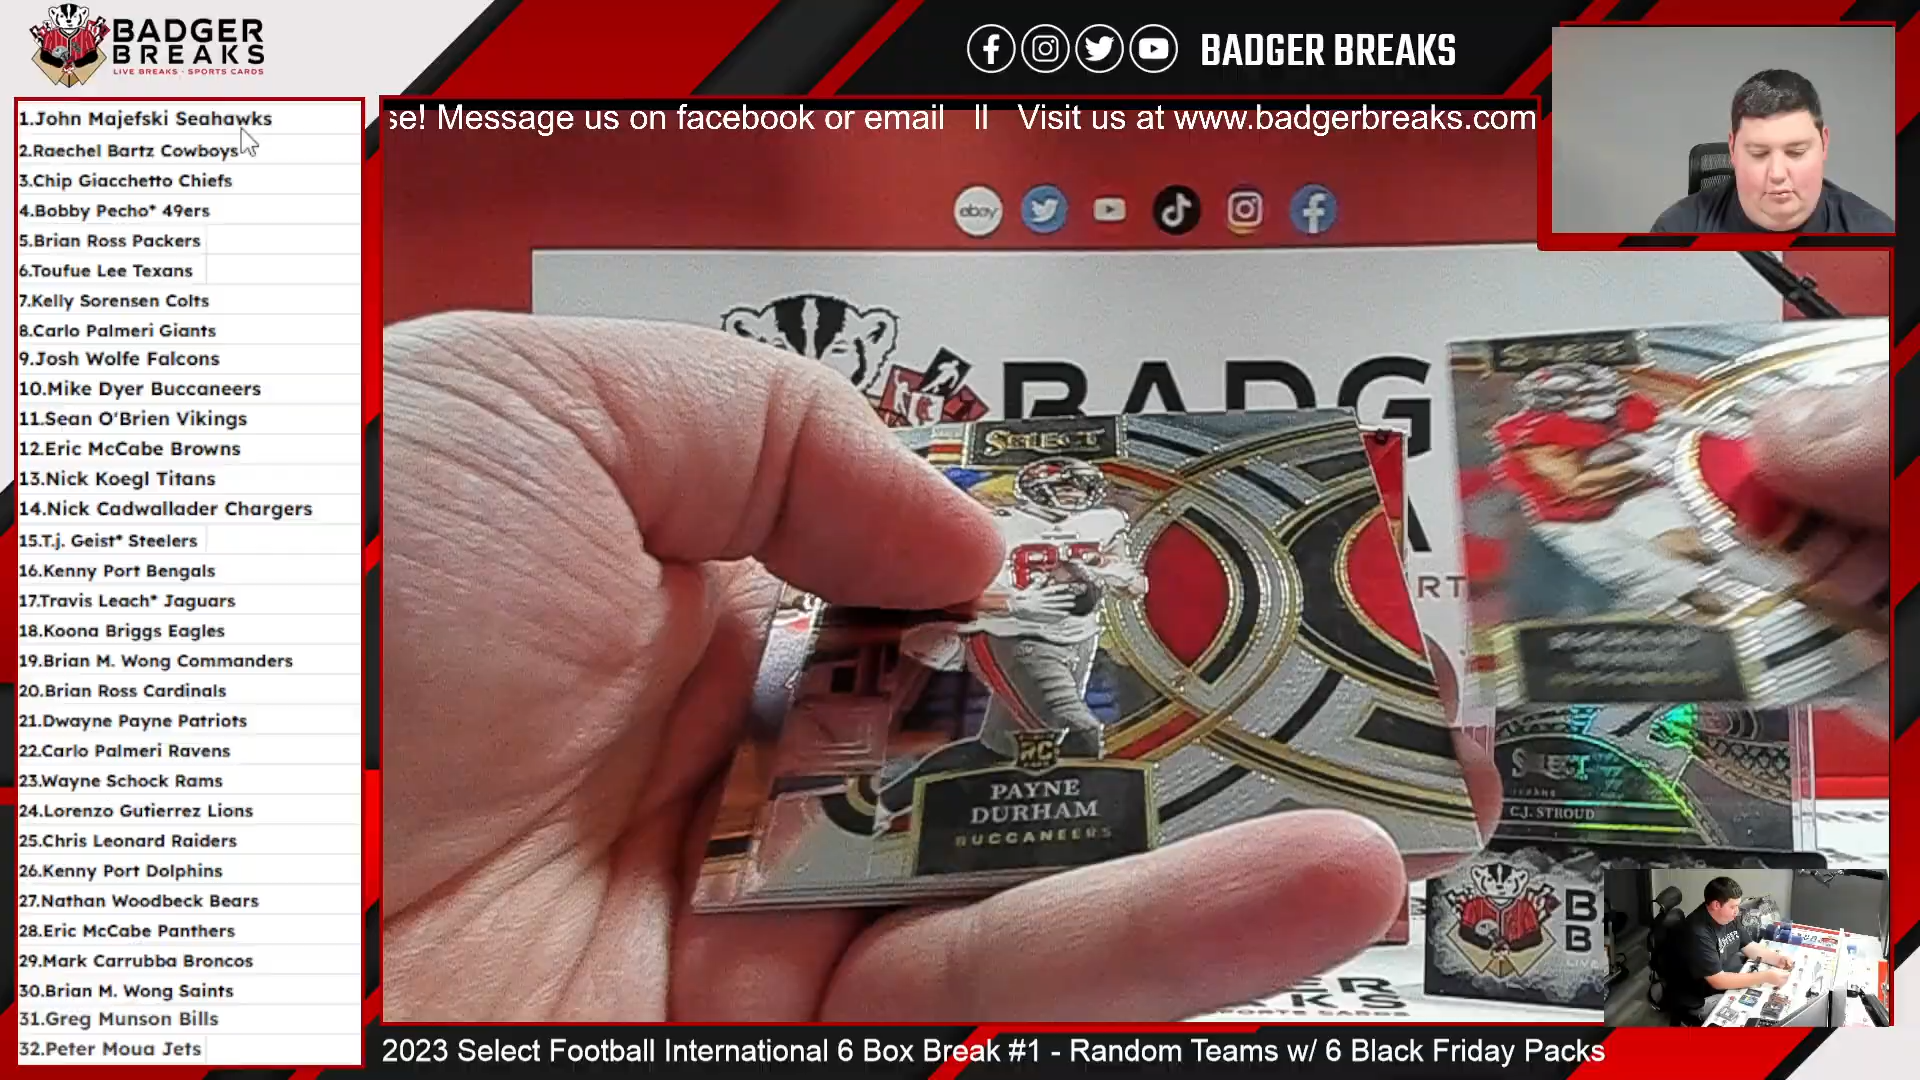 BADGER
BREAKS
LIVE BREAKS - SPORTS CARDS
BADGER BREAKS
se! Message us on facebook or email ll Visit us at www.badgerbreaks.com
1.John Majefski Seahawks
2.Raechel Bartz Cowboys
3.Chip Giacchetto Chiefs
4.Bobby Pecho* 49ers
5.Brian Ross Packers
6.Toufue Lee Texans
7.Kelly Sorensen Colts
8.Carlo Palmeri Giants
9.Josh Wolfe Falcons
10.Mike Dyer Buccaneers
11.Sean O'Brien Vikings
12.Eric McCabe Browns
13.Nick Koegl Titans
14.Nick Cadwallader Chargers
15.T.j. Geist* Steelers
16.Kenny Port Bengals
17.Travis Leach* Jaguars
18.Koona Briggs Eagles
19.Brian M. Wong Commanders
20.Brian Ross Cardinals
21.Dwayne Payne Patriots
22.Carlo Palmeri Ravens
23.Wayne Schock Rams
24.Lorenzo Gutierrez Lions
25.Chris Leonard Raiders
26.Kenny Port Dolphins
27.Nathan Woodbeck Bears
28.Eric McCabe Panthers
29.Mark Carrubba Broncos
30.Brian M. Wong Saints
31.Greg Munson Bills
32.Peter Moua Jets
ebay
BADG
SELECT
SELECT
RT
RC
PAYNE
DURHAM
BUCCANEERS
SELECT
TEXANS
C.J. STROUD
B
B
LIVE
2023 Select Football International 6 Box Break #1 - Random Teams w/ 6 Black Friday Packs